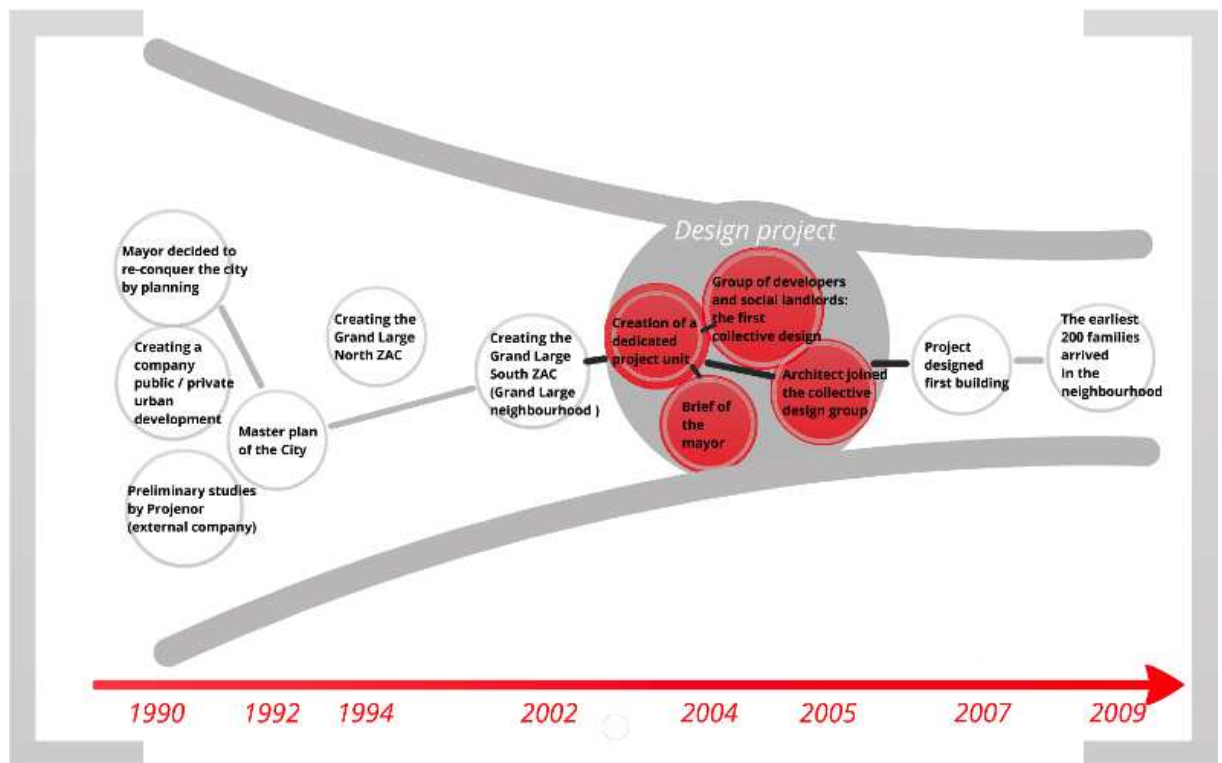 Design project
Mayor decided to
re-conquer the city
by planning
Creating a
company
public / private
urban
development
Preliminary studies
by Projenor
(external company)
Master plan
of the City
Creating the
Grand Large
North ZAC
Creating the
Grand Large
South ZAC
(Grand Large
neighbourhood )
Creation of a
dedicated
project unit
Group of developers
and social landlords:
the first
collective design
Brief of
the
mayor
Architect joined
the collective
design group
Project
designed
first building
The earliest
200 families
arrived
in the
neighbourhood
1990 1992 1994 2002 2004 2005 2007 2009